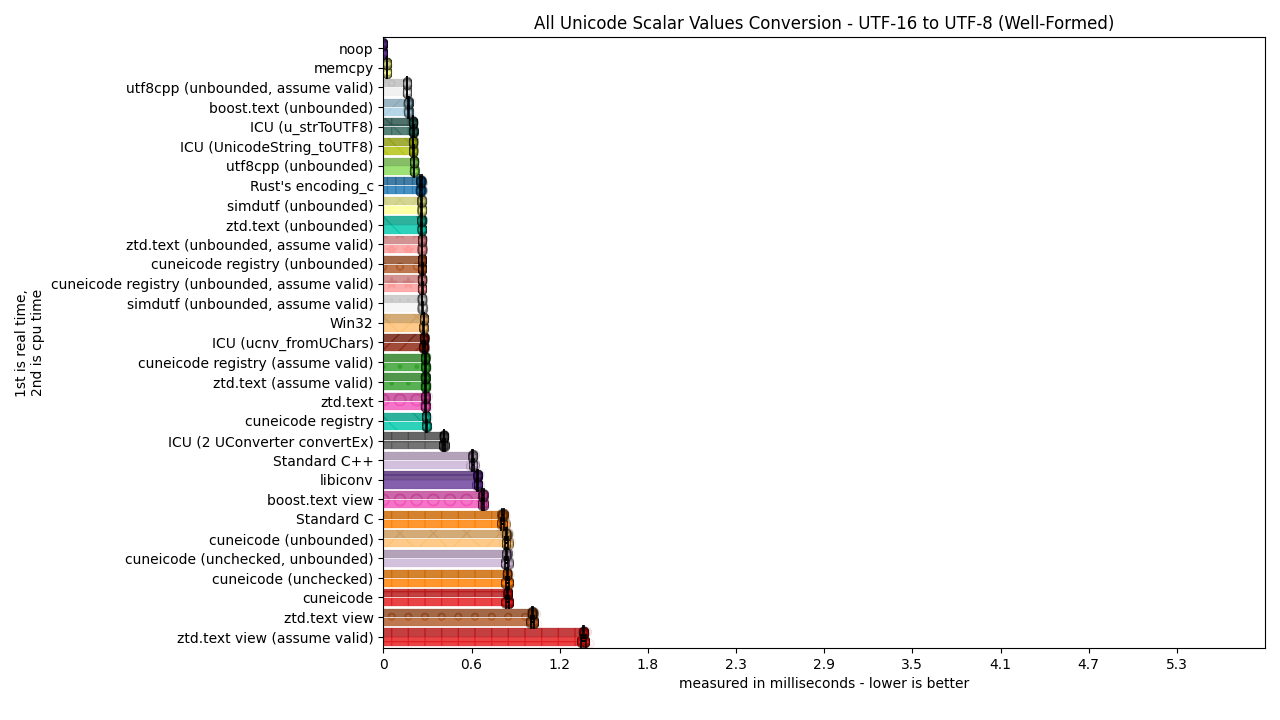 All Unicode Scalar Values Conversion - UTF-16 to UTF-8 (Well-Formed)
noop
memcpy
utf8cpp (unbounded, assume valid)
boost.text (unbounded)
ICU (u_strToUTF8)
ICU (UnicodeString_toUTF8)
utf8cpp (unbounded)
Rust's encoding_c
simdutf (unbounded)
ztd.text (unbounded)
ztd.text (unbounded, assume valid)
cuneicode registry (unbounded)
cuneicode registry (unbounded, assume valid)
simdutf (unbounded, assume valid)
Win32
ICU (ucnv_fromUChars)
cuneicode registry (assume valid)
ztd.text (assume valid)
ztd.text
cuneicode registry
ICU (2 UConverter convertEx)
Standard C++
libiconv
boost.text view
Standard C
cuneicode (unbounded)
cuneicode (unchecked, unbounded)
cuneicode (unchecked)
cuneicode
ztd.text view
ztd.text view (assume valid)
1st is real time,
2nd is cpu time
0 0.6 1.2 1.8 2.3 2.9 3.5 4.1 4.7 5.3
measured in milliseconds - lower is better